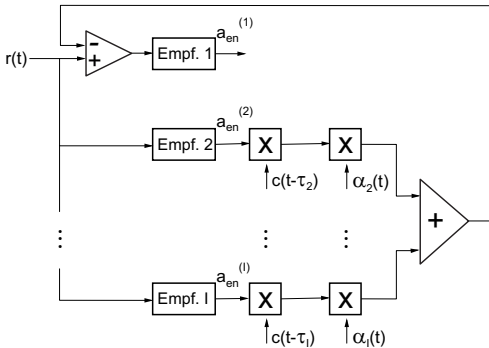 a_en^(1)
-
r(t)
+
Empf. 1
a_en^(2)
Empf. 2
X
X
c(t-τ_2)
α_2(t)
+
⋮
⋮
⋮
⋮
a_en^(I)
Empf. I
X
X
c(t-τ_I)
α_I(t)